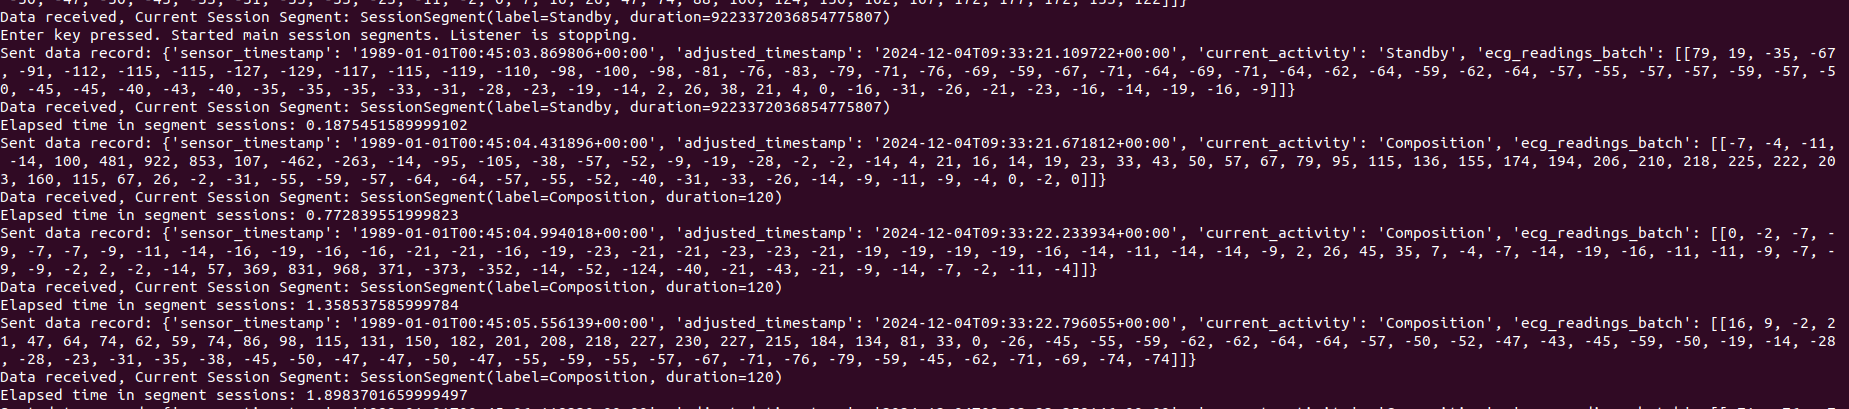 Data received, Current Session Segment: SessionSegment(label=Standby, duration=9223372036854775807)
Enter key pressed. Started main session segments. Listener is stopping.
Sent data record: {'sensor_timestamp': '1989-01-01T00:45:03.869806+00:00', 'adjusted_timestamp': '2024-12-04T09:33:21.109722+00:00', 'current_activity': 'Standby', 'ecg_readings_batch': [[79, 19, -35, -67
, -91, -112, -115, -115, -127, -129, -117, -115, -119, -110, -98, -100, -98, -81, -76, -83, -79, -71, -76, -69, -59, -67, -71, -64, -69, -71, -64, -62, -64, -59, -62, -64, -57, -55, -57, -57, -59, -57, -5
0, -45, -45, -40, -43, -40, -35, -35, -35, -33, -31, -28, -23, -19, -14, 2, 26, 38, 21, 4, 0, -16, -31, -26, -21, -23, -16, -14, -19, -16, -9]]}
Data received, Current Session Segment: SessionSegment(label=Standby, duration=9223372036854775807)
Elapsed time in segment sessions: 0.1875451589999102
Sent data record: {'sensor_timestamp': '1989-01-01T00:45:04.431896+00:00', 'adjusted_timestamp': '2024-12-04T09:33:21.671812+00:00', 'current_activity': 'Composition', 'ecg_readings_batch': [[-7, -4, -11,
 -14, 100, 481, 922, 853, 107, -462, -263, -14, -95, -105, -38, -57, -52, -9, -19, -28, -2, -2, -14, 4, 21, 16, 14, 19, 23, 33, 43, 50, 57, 67, 79, 95, 115, 136, 155, 174, 194, 206, 210, 218, 225, 222, 20
3, 160, 115, 67, 26, -2, -31, -55, -59, -57, -64, -64, -57, -55, -52, -40, -31, -33, -26, -14, -9, -11, -9, -4, 0, -2, 0]]}
Data received, Current Session Segment: SessionSegment(label=Composition, duration=120)
Elapsed time in segment sessions: 0.772839551999823
Sent data record: {'sensor_timestamp': '1989-01-01T00:45:04.994018+00:00', 'adjusted_timestamp': '2024-12-04T09:33:22.233934+00:00', 'current_activity': 'Composition', 'ecg_readings_batch': [[0, -2, -7, -
9, -7, -7, -9, -11, -14, -16, -19, -16, -16, -21, -21, -16, -19, -23, -21, -21, -23, -23, -21, -19, -19, -19, -19, -16, -14, -11, -14, -14, -9, 2, 26, 45, 35, 7, -4, -7, -14, -19, -16, -11, -11, -9, -7, -
9, -9, -2, 2, -2, -14, 57, 369, 831, 968, 371, -373, -352, -14, -52, -124, -40, -21, -43, -21, -9, -14, -7, -2, -11, -4]]}
Data received, Current Session Segment: SessionSegment(label=Composition, duration=120)
Elapsed time in segment sessions: 1.358537585999784
Sent data record: {'sensor_timestamp': '1989-01-01T00:45:05.556139+00:00', 'adjusted_timestamp': '2024-12-04T09:33:22.796055+00:00', 'current_activity': 'Composition', 'ecg_readings_batch': [[16, 9, -2, 2
1, 47, 64, 74, 62, 59, 74, 86, 98, 115, 131, 150, 182, 201, 208, 218, 227, 230, 227, 215, 184, 134, 81, 33, 0, -26, -45, -55, -59, -62, -62, -64, -64, -57, -50, -52, -47, -43, -45, -59, -50, -19, -14, -28
, -28, -23, -31, -35, -38, -45, -50, -47, -47, -50, -47, -55, -59, -55, -57, -67, -71, -76, -79, -59, -45, -62, -71, -69, -74, -74]]}
Data received, Current Session Segment: SessionSegment(label=Composition, duration=120)
Elapsed time in segment sessions: 1.8983701659999497